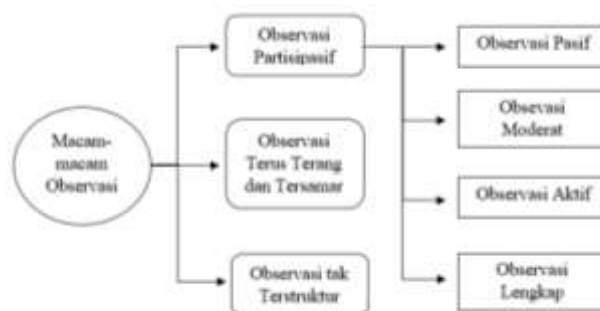 Macam-
macam
Observasi
Observasi
Partisipasif
Observasi
Terus Terang
dan Tersamar
Observasi tak
Terstruktur
Observasi Pasif
Obsevasi
Moderat
Observasi Aktif
Observasi
Lengkap